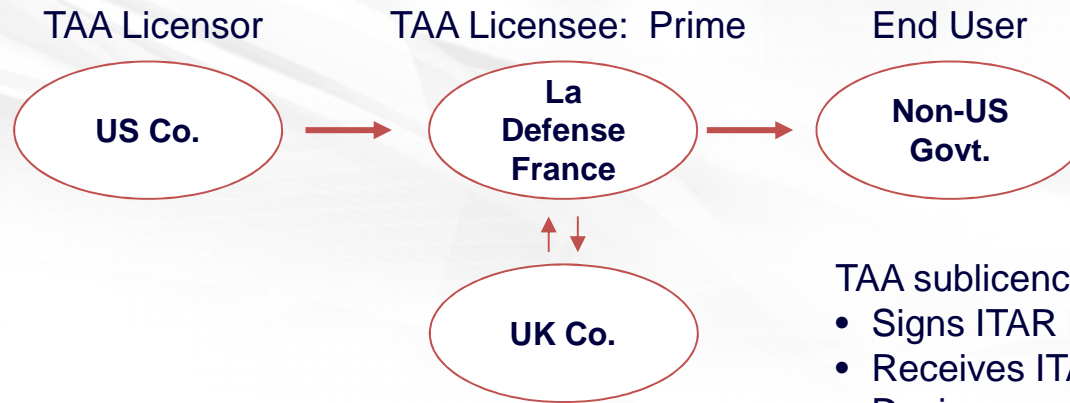 TAA Licensor
TAA Licensee: Prime
End User
US Co.
La
Defense
France
Non-US
Govt.
UK Co.
TAA sublicenc
• Signs ITAR
• Receives ITA